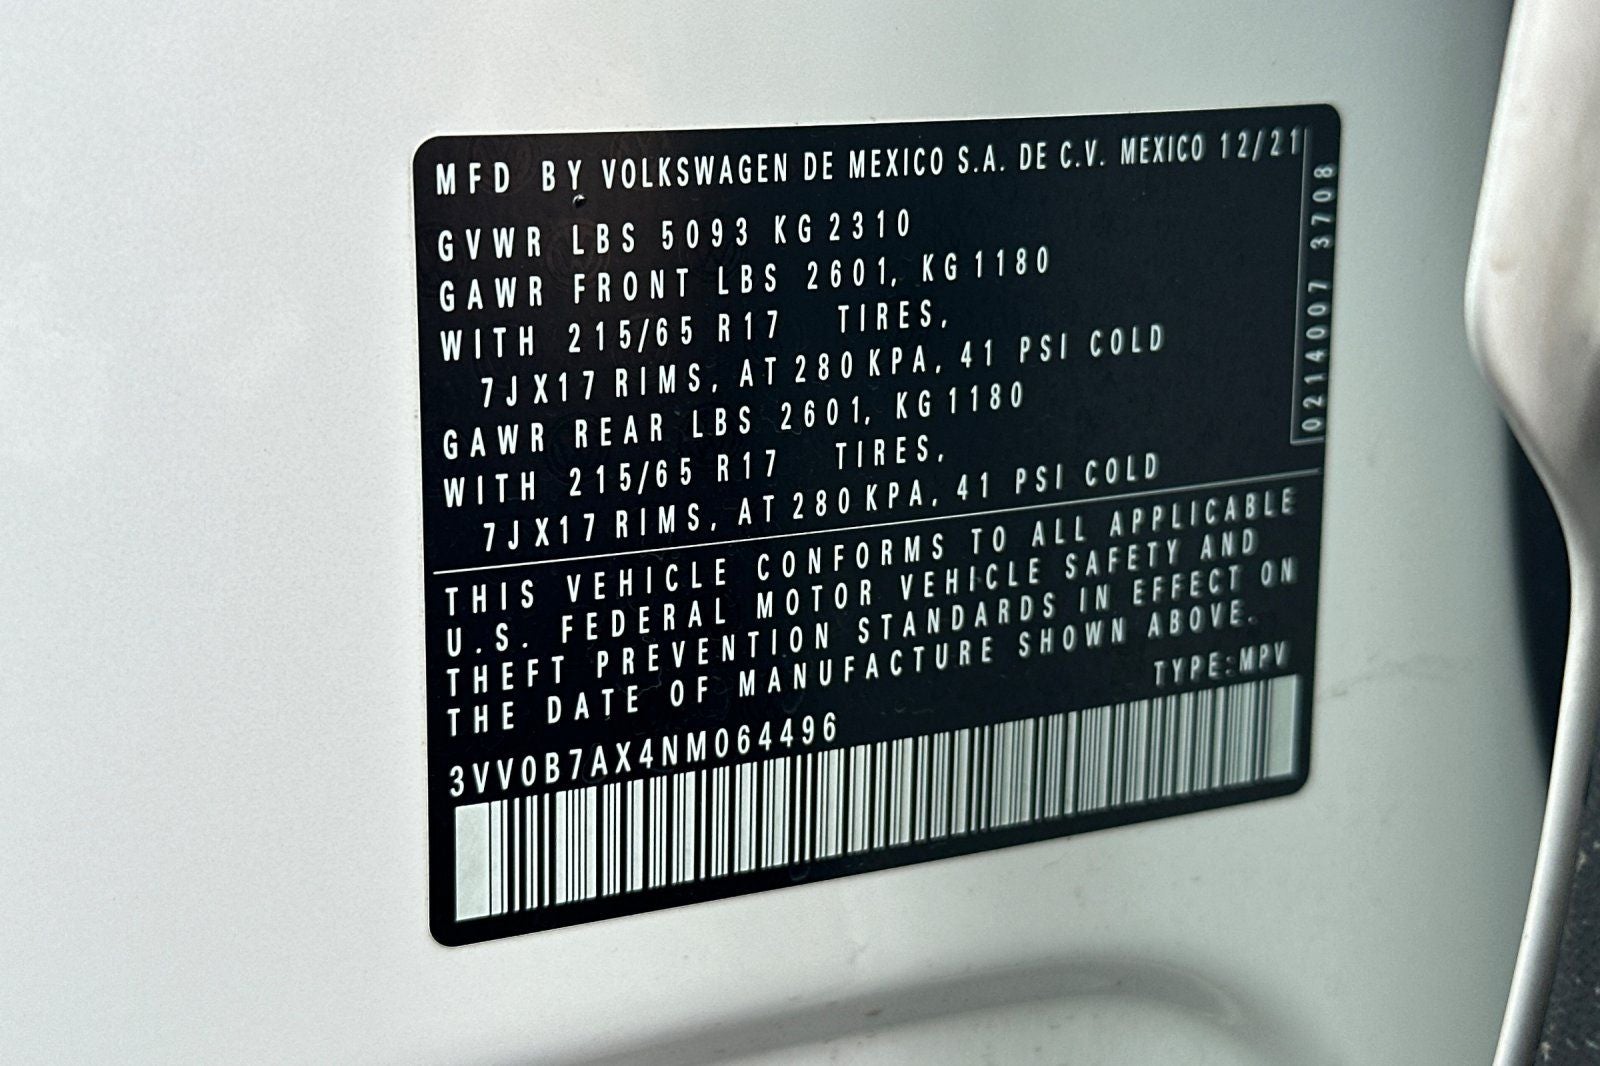 MFD BY VOLKSWAGEN DE MEXICO S.A. DE C.V. MEXICO 12/21
GVWR LBS 5093 KG 2310
GAWR FRONT LBS 2601, KG 1180
WITH 215/65 R17 TIRES,
7JX17 RIMS, AT 280 KPA, 41 PSI COLD
GAWR REAR LBS 2601, KG 1180
WITH 215/65 R17 TIRES,
7JX17 RIMS, AT 280 KPA, 41 PSI COLD
0214007 3708
THIS VEHICLE CONFORMS TO ALL APPLICABLE
U.S. FEDERAL MOTOR VEHICLE SAFETY AND
THEFT PREVENTION STANDARDS IN EFFECT ON
THE DATE OF MANUFACTURE SHOWN ABOVE.
TYPE:MPV
3VV0B7AX4NM064496